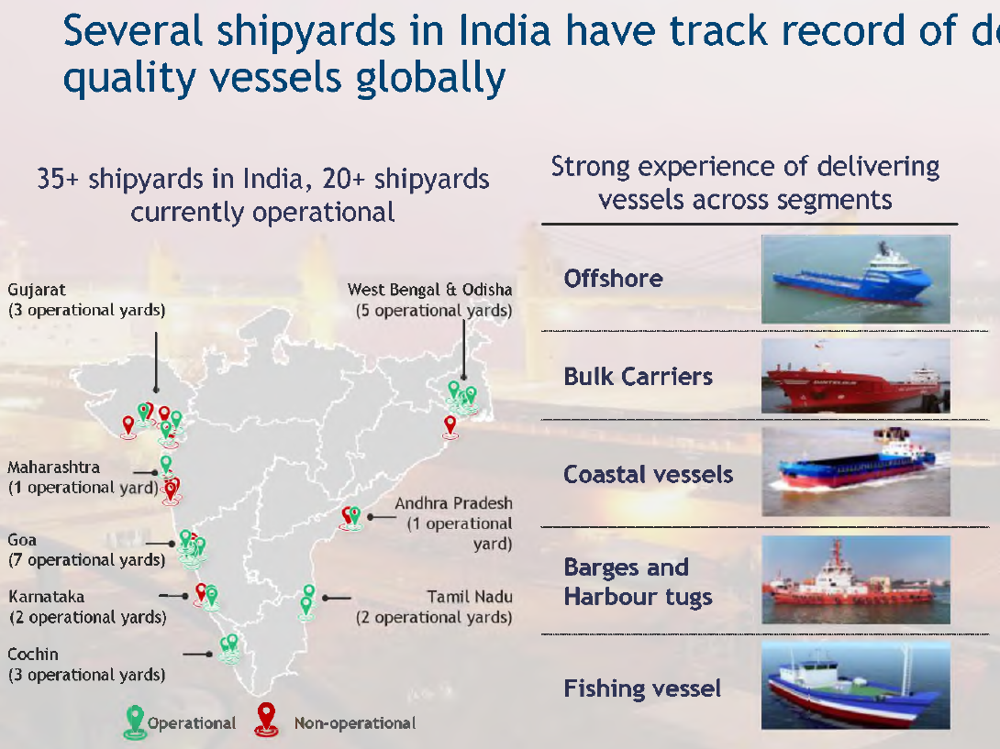 Several shipyards in India have track record of
quality vessels globally
35+ shipyards in India, 20+ shipyards
currently operational
Gujarat
(3 operational yards)
West Bengal & Odisha
(5 operational yards)
Maharashtra
(1 operational yard)
Andhra Pradesh
(1 operational
yard)
Goa
(7 operational yards)
Karnataka
(2 operational yards)
Tamil Nadu
(2 operational yards)
Cochin
(3 operational yards)
Operational
Non-operational
Strong experience of delivering
vessels across segments
Offshore
Bulk Carriers
Coastal vessels
Barges and
Harbour tugs
Fishing vessel